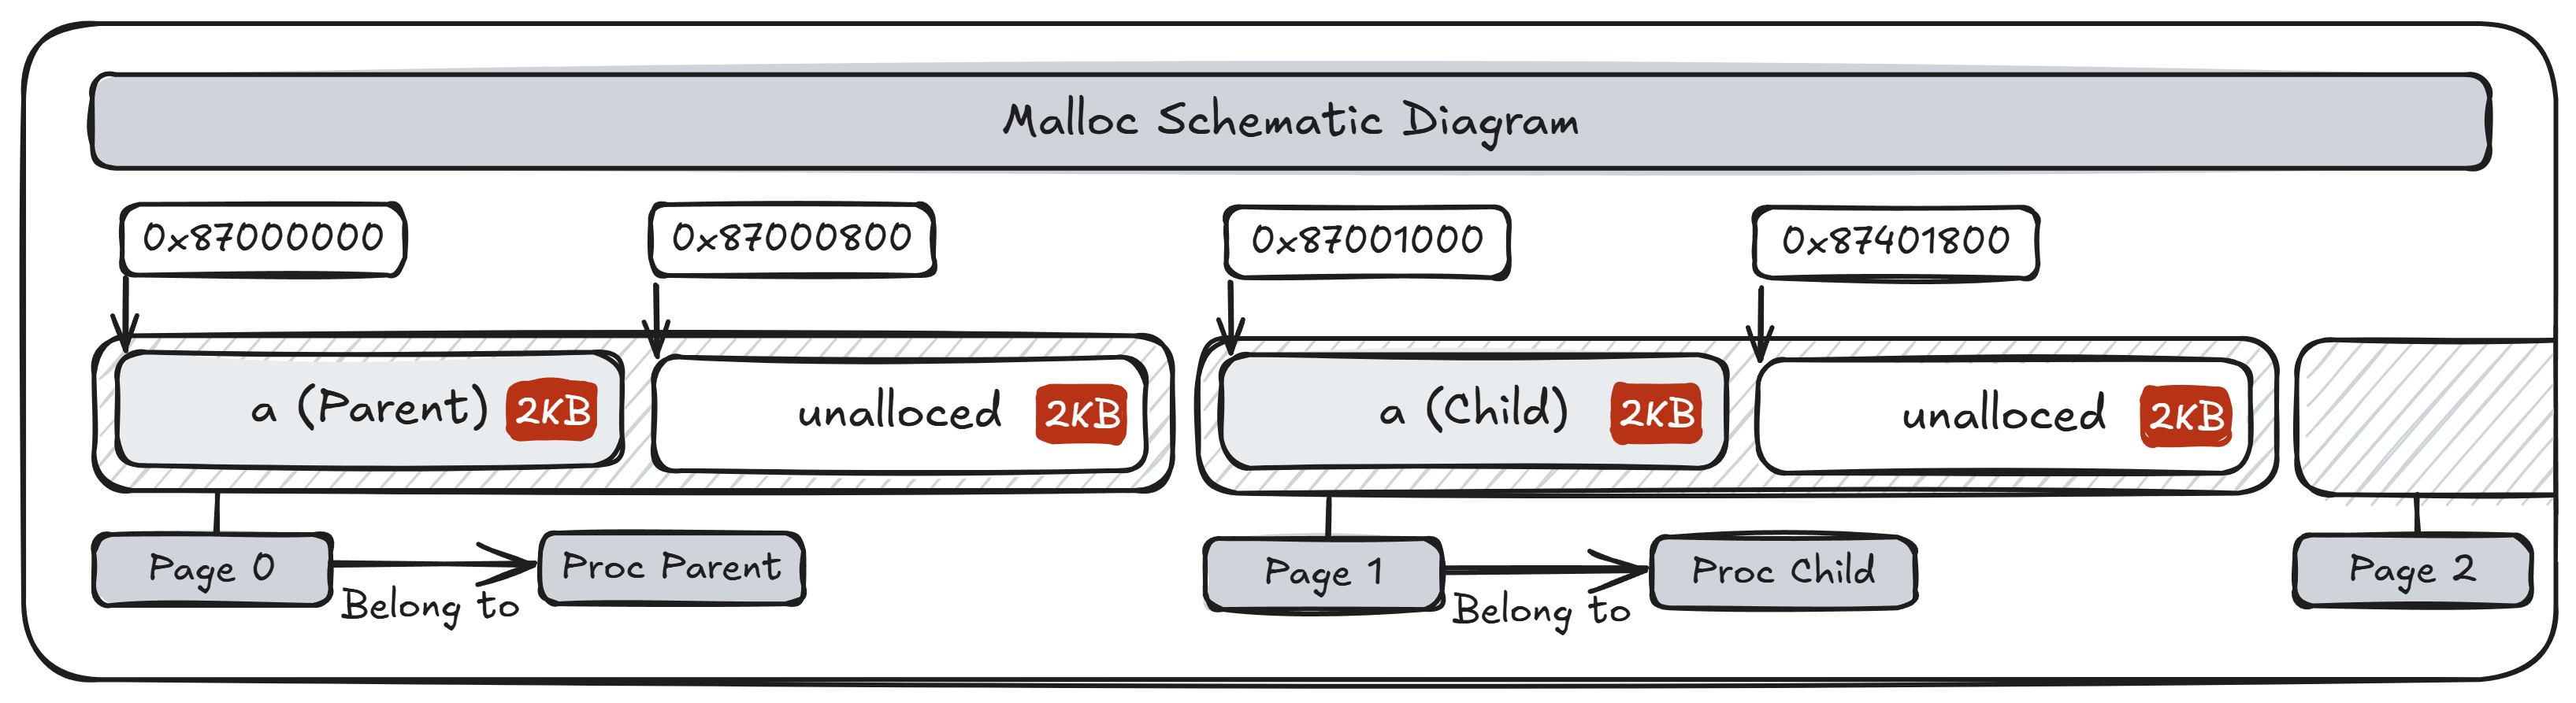 Malloc Schematic Diagram
0x87000000
0x87000800
0x87001000
0x87401800
a (Parent) 2KB
unalloced 2KB
a (Child) 2KB
unalloced 2KB
Page 0
Belong to
Proc Parent
Page 1
Belong to
Proc Child
Page 2